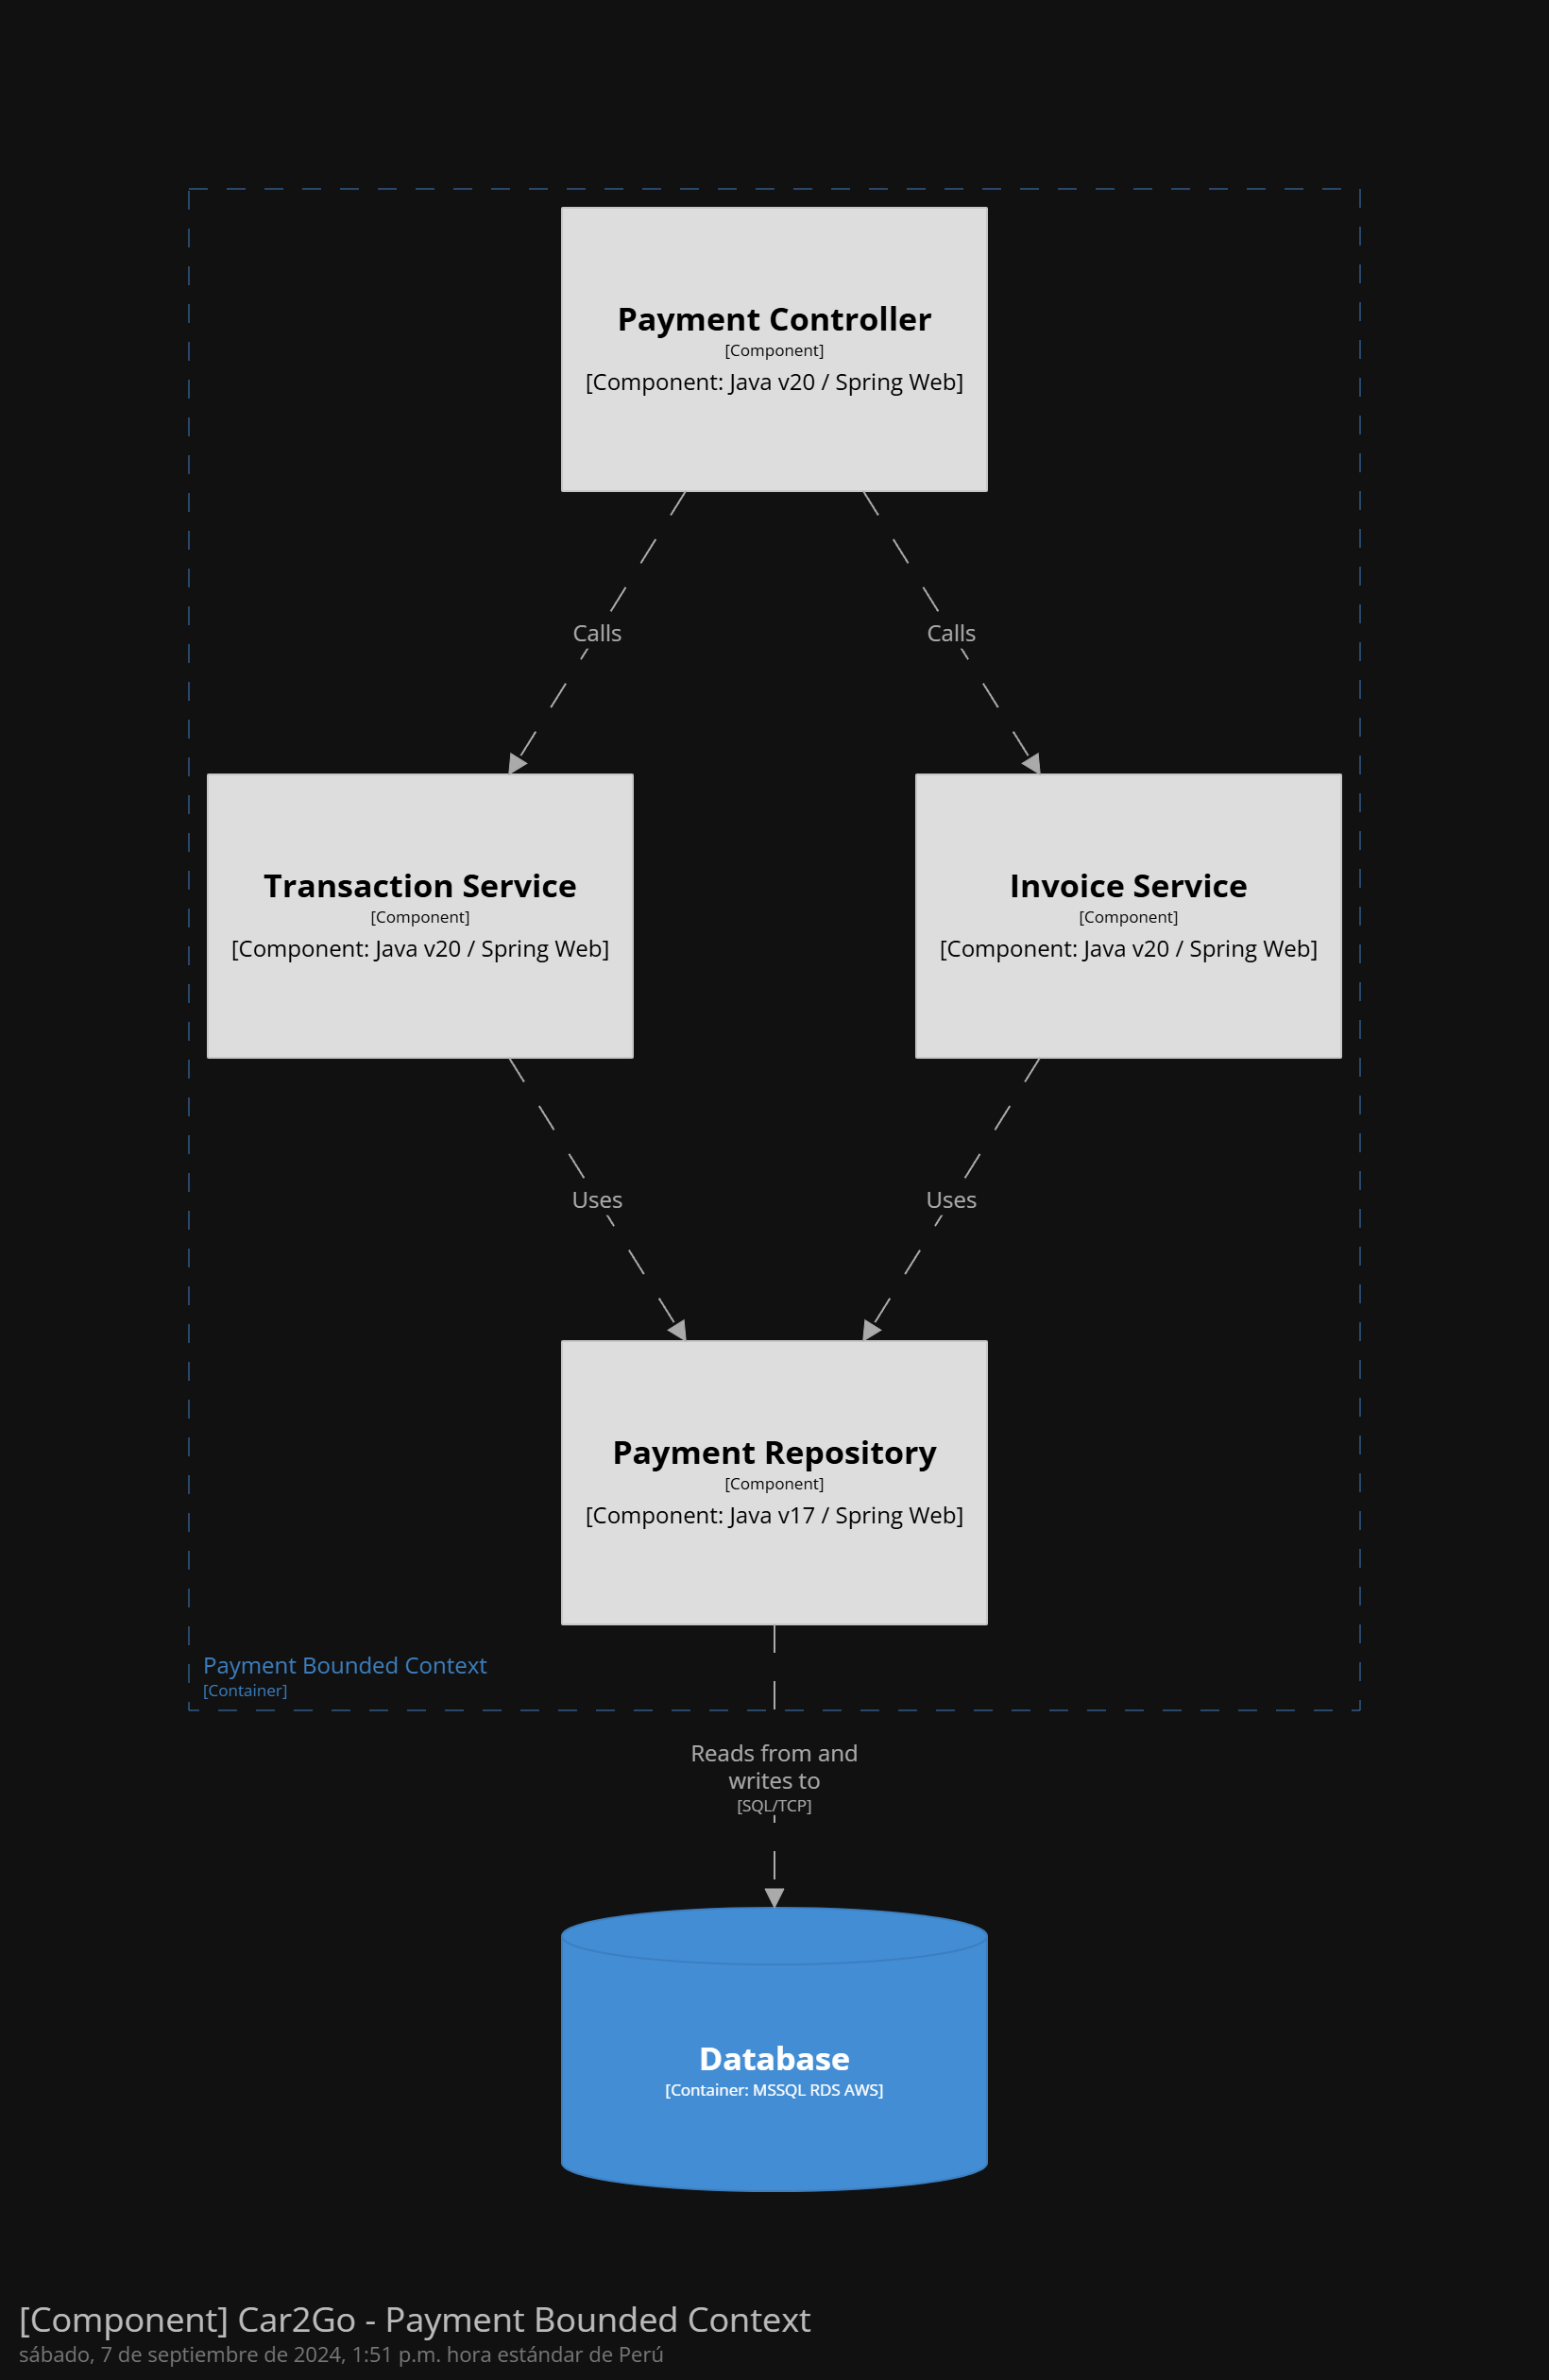 Payment Controller
[Component]
[Component: Java v20 / Spring Web]
Calls
Calls
Transaction Service
[Component]
[Component: Java v20 / Spring Web]
Invoice Service
[Component]
[Component: Java v20 / Spring Web]
Uses
Uses
Payment Repository
[Component]
[Component: Java v17 / Spring Web]
Payment Bounded Context
[Container]
Reads from and
writes to
[SQL/TCP]
Database
[Container: MSSQL RDS AWS]
[Component] Car2Go - Payment Bounded Context
sábado, 7 de septiembre de 2024, 1:51 p.m. hora estándar de Perú